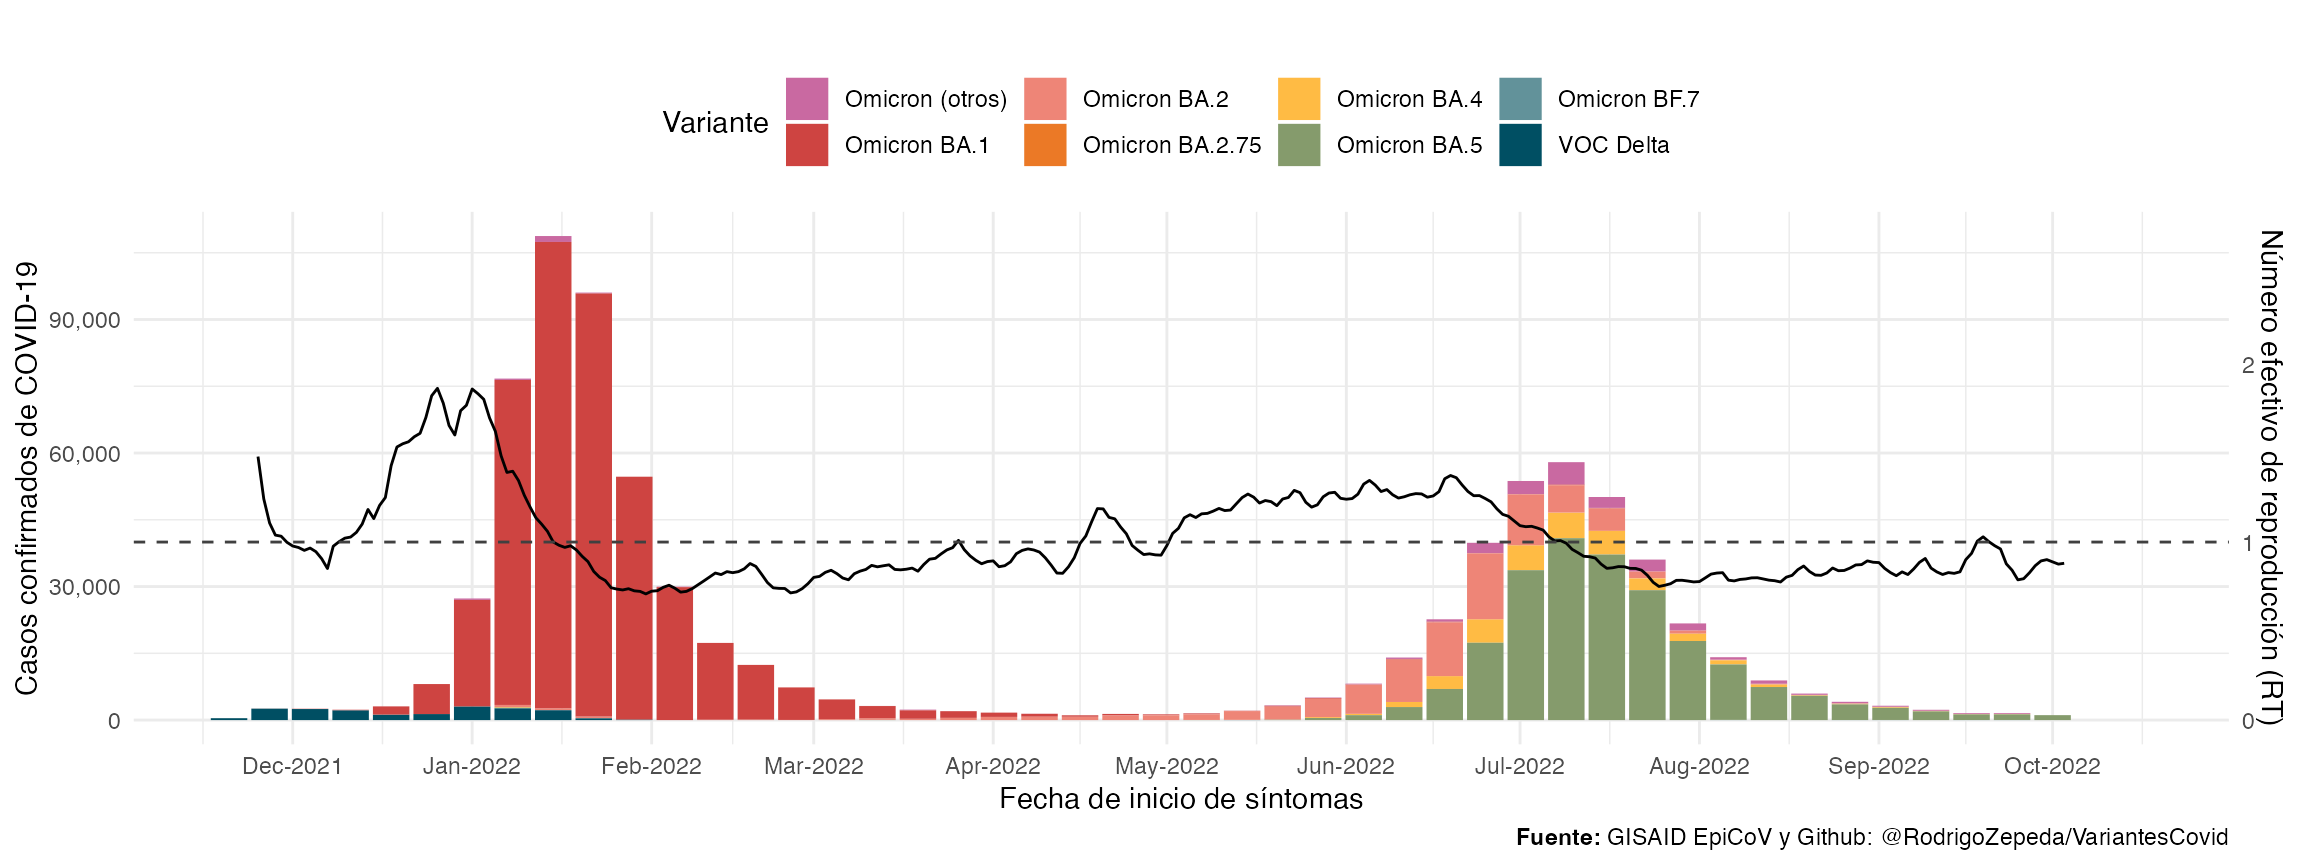 Variante
Omicron (otros)
Omicron BA.2
Omicron BA.4
Omicron BF.7
Omicron BA.1
Omicron BA.2.75
Omicron BA.5
VOC Delta
Casos confirmados de COVID-19
90,000
60,000
30,000
0
Número efectivo de reproducción (RT)
2
1
0
Dec-2021
Jan-2022
Feb-2022
Mar-2022
Apr-2022
May-2022
Jun-2022
Jul-2022
Aug-2022
Sep-2022
Oct-2022
Fecha de inicio de síntomas
Fuente: GISAID EpiCoV y Github: @RodrigoZepeda/VariantesCovid